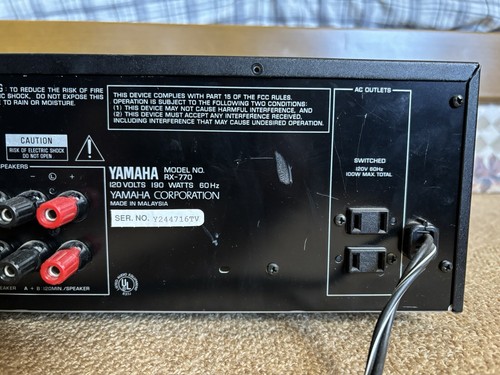 TO REDUCE THE RISK OF FIRE
SHOCK. DO NOT EXPOSE THIS
TO RAIN OR MOISTURE.
CAUTION
RISK OF ELECTRIC SHOCK
DO NOT OPEN
SPEAKERS
- L +
A + B 12ΩMIN./SPEAKER
THIS DEVICE COMPLIES WITH PART 15 OF THE FCC RULES.
OPERATION IS SUBJECT TO THE FOLLOWING TWO CONDITIONS:
(1) THIS DEVICE MAY NOT CAUSE HARMFUL INTERFERENCE, AND
(2) THIS DEVICE MUST ACCEPT ANY INTERFERENCE RECEIVED,
INCLUDING INTERFERENCE THAT MAY CAUSE UNDESIRED OPERATION.
YAMAHA MODEL NO.
RX-770
120 VOLTS 190 WATTS 60Hz
YAMAHA CORPORATION
MADE IN MALAYSIA
SER. NO. Y244716TV
UL
AC OUTLETS
SWITCHED
120V 60Hz
100W MAX. TOTAL